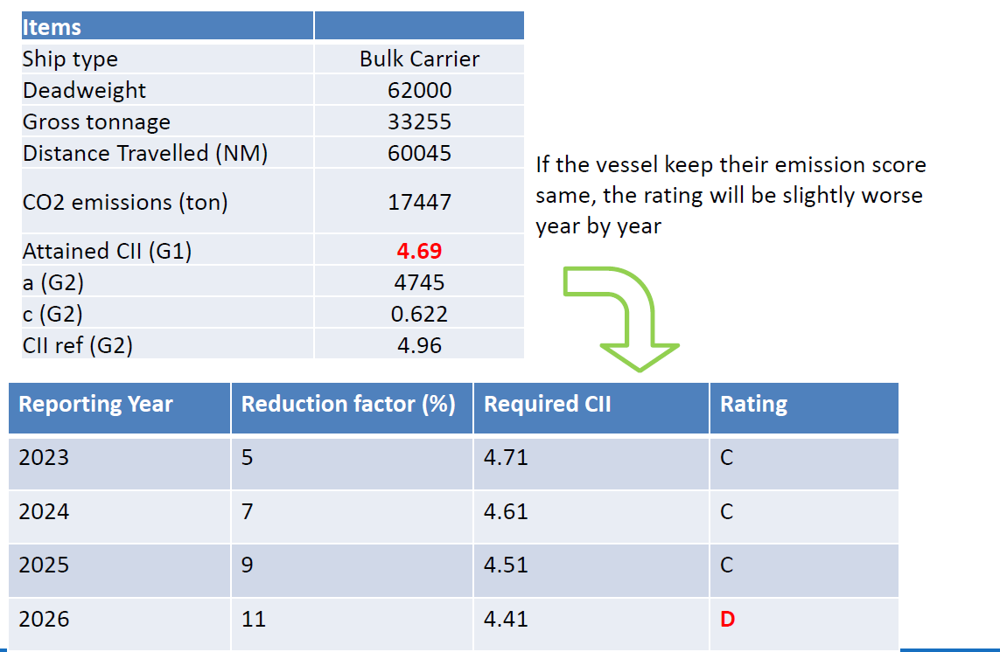 Items
Ship type Bulk Carrier
Deadweight 62000
Gross tonnage 33255
Distance Travelled (NM) 60045
CO2 emissions (ton) 17447
Attained CII (G1) 4.69
a (G2) 4745
c (G2) 0.622
CII ref (G2) 4.96
If the vessel keep their emission score
same, the rating will be slightly worse
year by year
Reporting Year Reduction factor (%) Required CII Rating
2023 5 4.71 C
2024 7 4.61 C
2025 9 4.51 C
2026 11 4.41 D